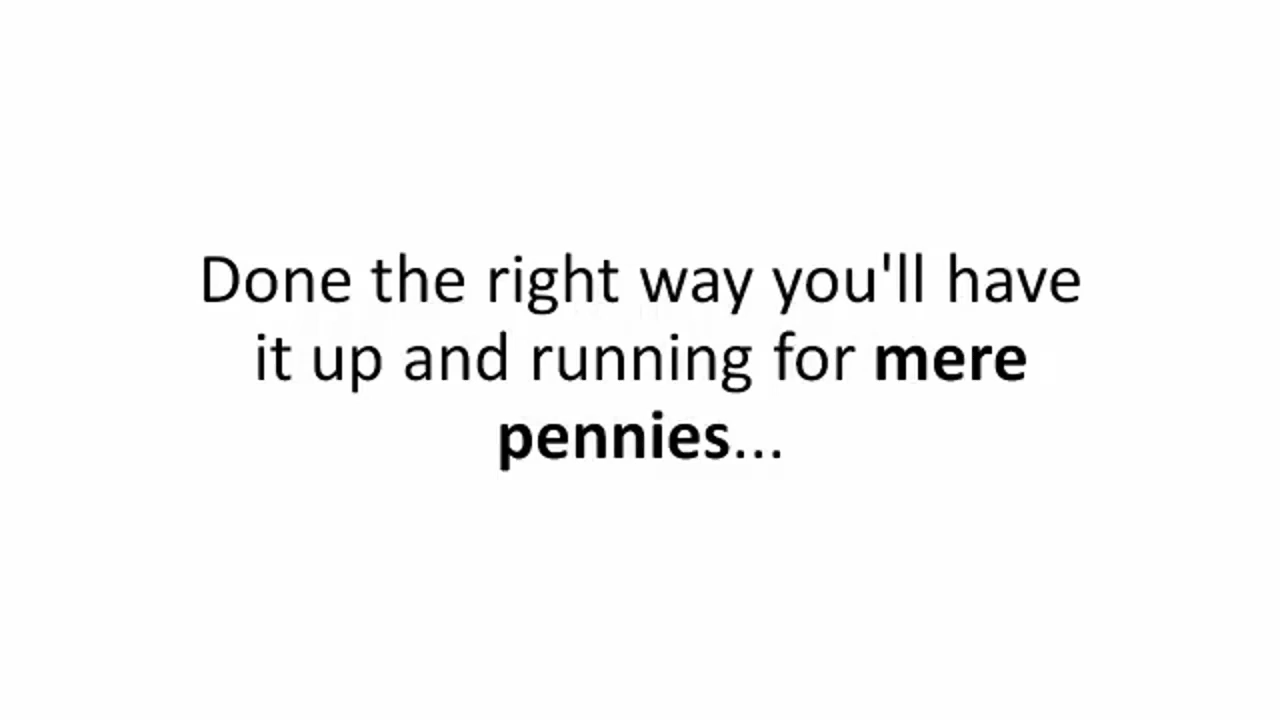 Done the right way you'll have
it up and running for mere
pennies...